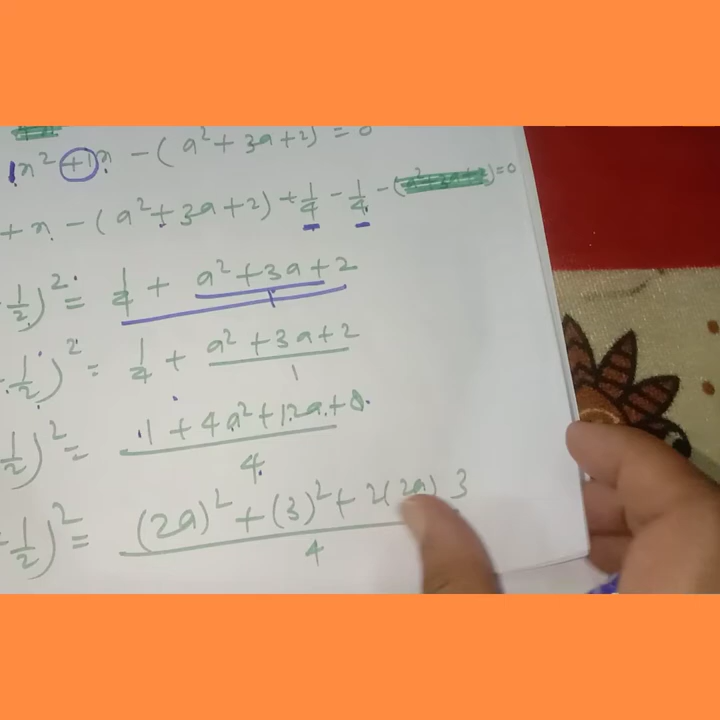 1x² + 1x - (a² + 3a + 2) = 0
+ x - (a² + 3a + 2) + 1/4 - 1/4 - = 0
1/2)² = 1/4 + a² + 3a + 2 / 1
1/2)² = 1/4 + a² + 3a + 2 / 1
1/2)² = 1 + 4a² + 12a + 8 / 4
1/2)² = (2a)² + (3)² + 2(2a) 3 / 4